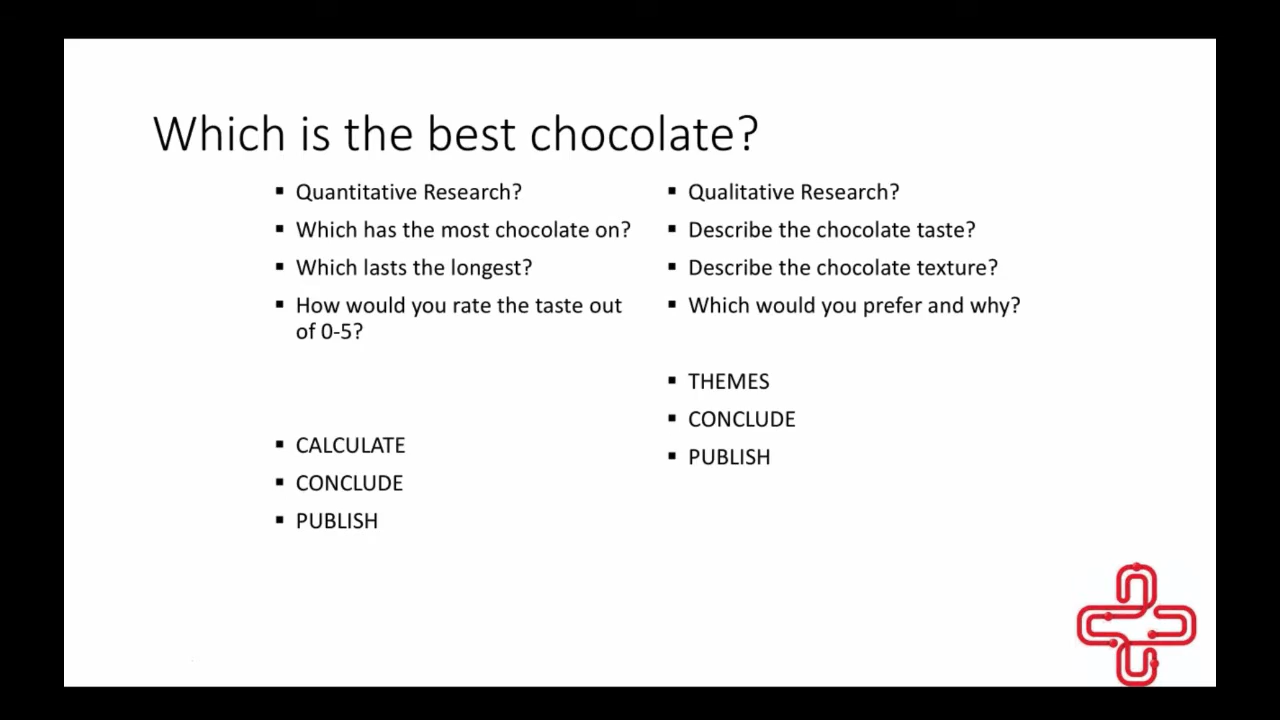 Which is the best chocolate?
▪ Quantitative Research?
▪ Which has the most chocolate on?
▪ Which lasts the longest?
▪ How would you rate the taste out
of 0-5?
▪ CALCULATE
▪ CONCLUDE
▪ PUBLISH
▪ Qualitative Research?
▪ Describe the chocolate taste?
▪ Describe the chocolate texture?
▪ Which would you prefer and why?
▪ THEMES
▪ CONCLUDE
▪ PUBLISH